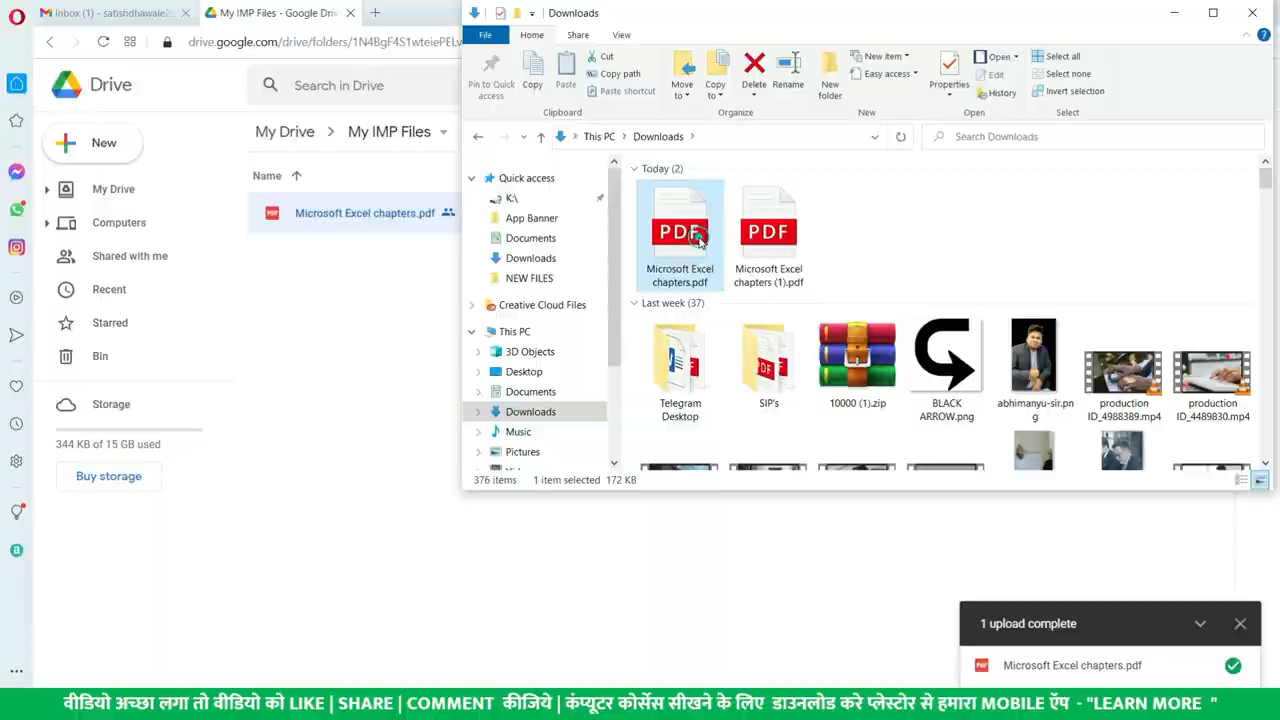 Inbox (1) - satishdhawale2
My IMP Files - Google Dri
drive.google.com/drive/folders/1N4BgF4S1wteiePEL
Drive
Search in Drive
New
My Drive
Computers
Shared with me
Recent
Starred
Bin
Storage
344 KB of 15 GB used
Buy storage
My Drive
My IMP Files
Name
Microsoft Excel chapters.pdf
Downloads
File
Home
Share
View
Pin to Quick access
Copy
Paste
Cut
Copy path
Paste shortcut
Clipboard
Move to
Copy to
Delete
Rename
Organize
New folder
New item
Easy access
New
Properties
Open
Edit
History
Open
Select all
Select none
Invert selection
Select
This PC
Downloads
Search Downloads
Quick access
K:\
App Banner
Documents
Downloads
NEW FILES
Creative Cloud Files
This PC
3D Objects
Desktop
Documents
Downloads
Music
Pictures
Today (2)
PDF
Microsoft Excel chapters.pdf
PDF
Microsoft Excel chapters (1).pdf
Last week (37)
Telegram Desktop
SIP's
10000 (1).zip
BLACK ARROW.png
abhimanyu-sir.png
production ID_4988389.mp4
production ID_4489830.mp4
376 items
1 item selected 172 KB
1 upload complete
Microsoft Excel chapters.pdf
वीडियो अच्छा लगा तो वीडियो को LIKE | SHARE | COMMENT कीजिये | कंप्यूटर कोर्सेस सीखने के लिए डाउनलोड करे प्लेस्टोर से हमारा MOBILE ऍप - "LEARN MORE "